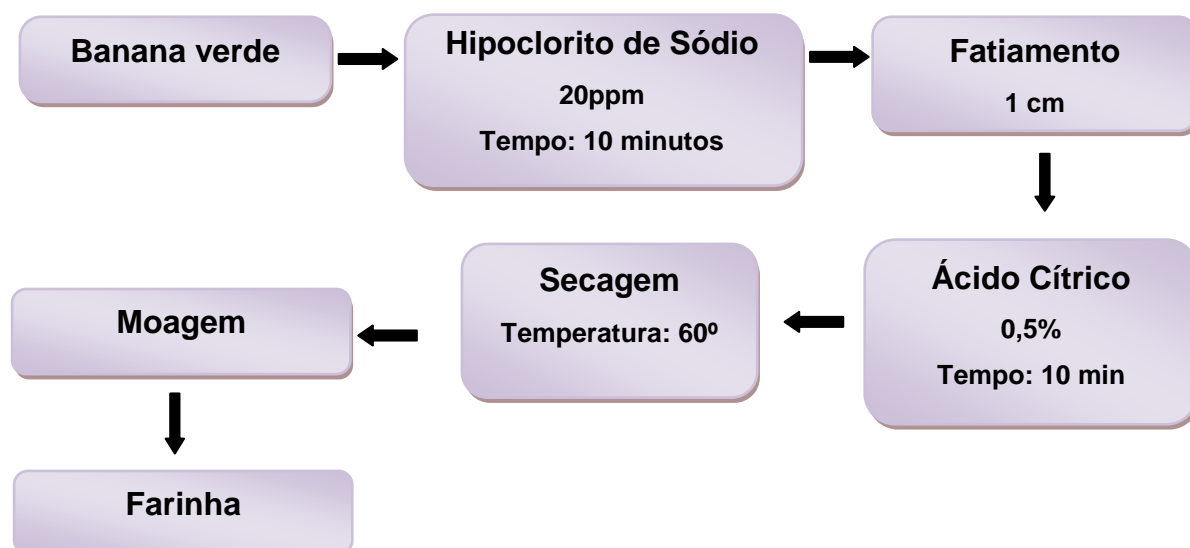 Banana verde
Hipoclorito de Sódio
20ppm
Tempo: 10 minutos
Fatiamento
1 cm
Ácido Cítrico
0,5%
Tempo: 10 min
Secagem
Temperatura: 60º
Moagem
Farinha